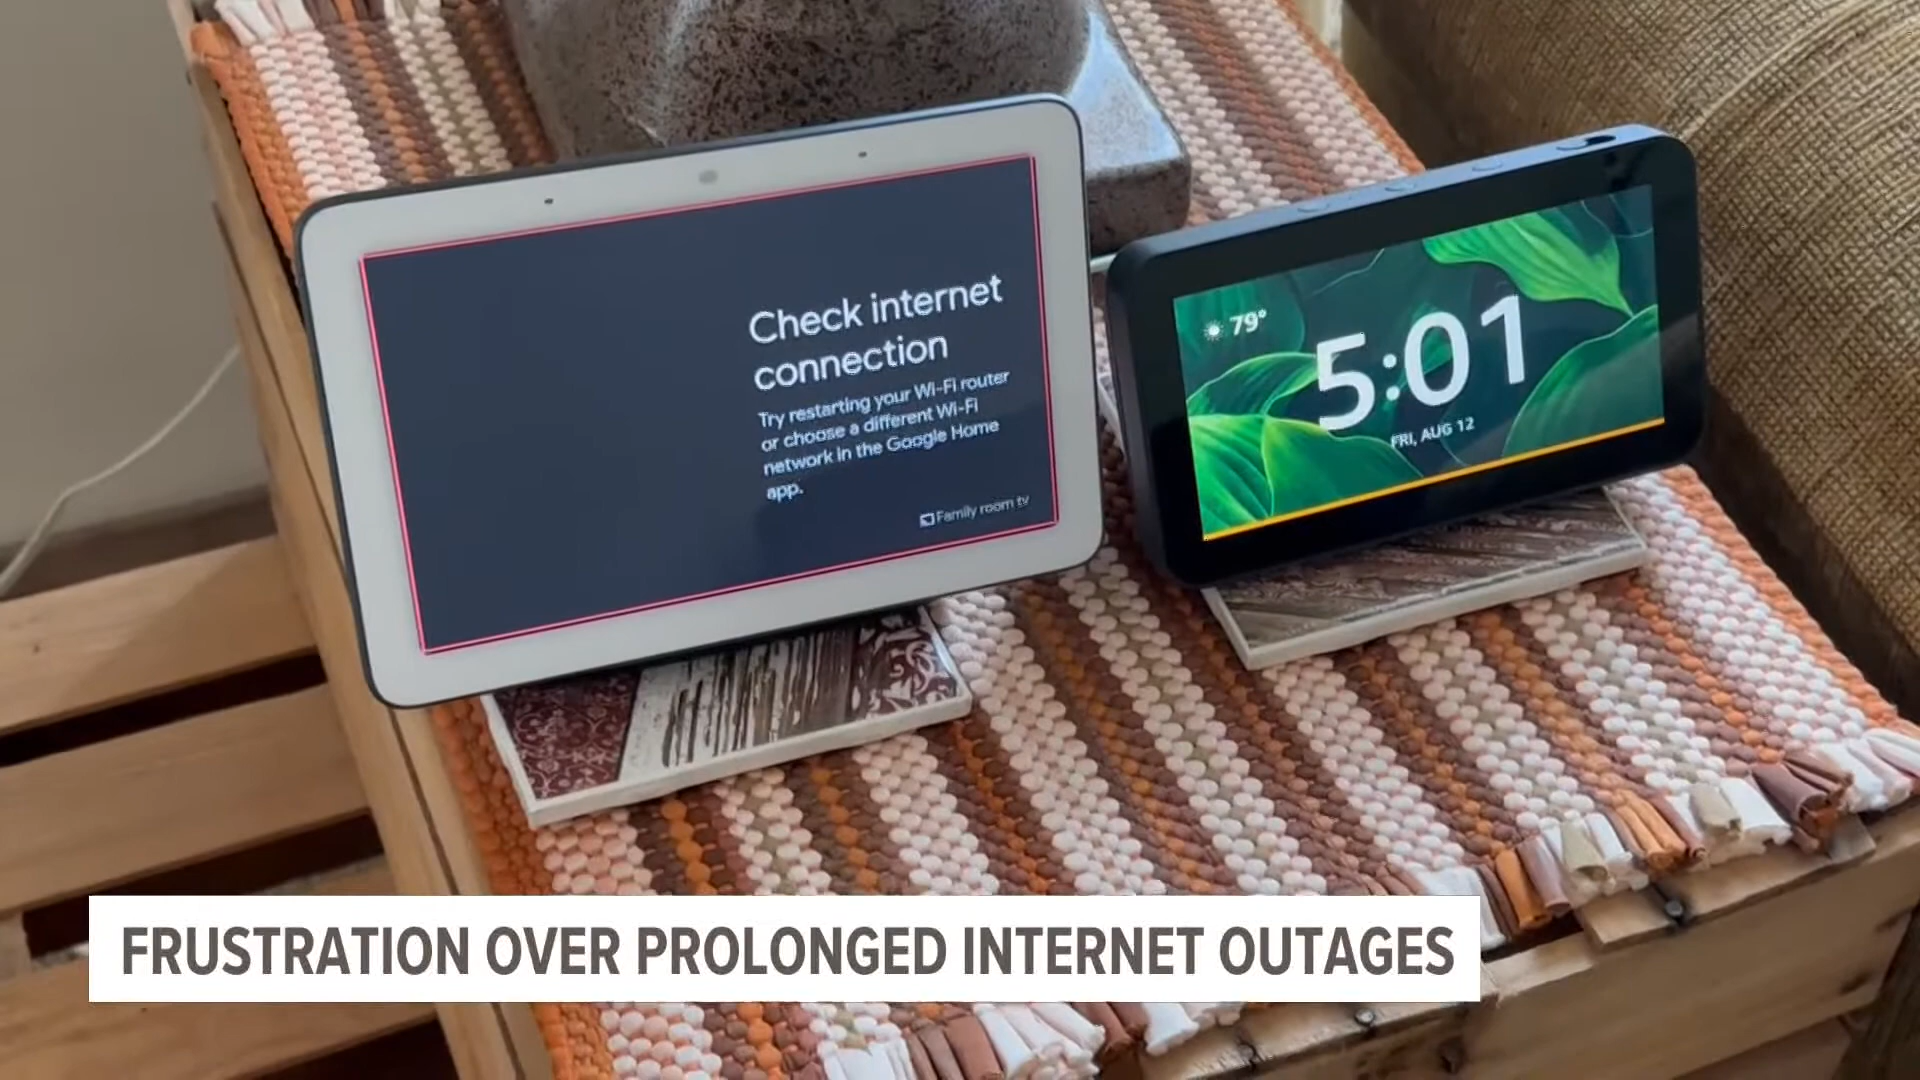 Check internet
connection
Try restarting your Wi-Fi router
or choose a different Wi-Fi
network in the Google Home
app.
Family room tv
79°
5:01
FRI, AUG 12
FRUSTRATION OVER PROLONGED INTERNET OUTAGES